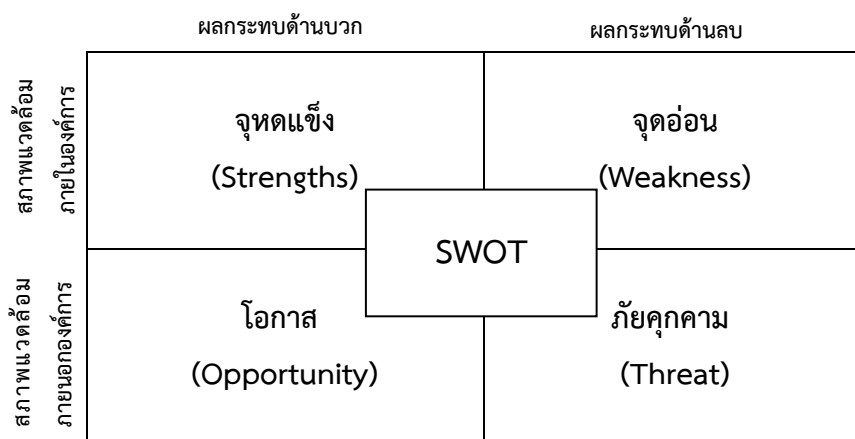 ผลกระทบด้านบวก
ผลกระทบด้านลบ
สภาพแวดล้อม
ภายในองค์การ
จุหดแข็ง
(Strengths)
จุดอ่อน
(Weakness)
SWOT
สภาพแวดล้อม
ภายนอกองค์การ
โอกาส
(Opportunity)
ภัยคุกคาม
(Threat)